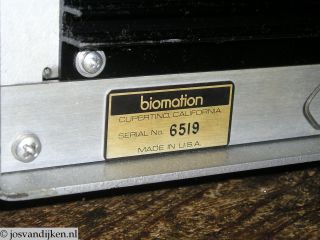 biomation
CUPERTINO, CALIFORNIA
SERIAL No. 6519
MADE IN U.S.A.
©josvandijken.nl